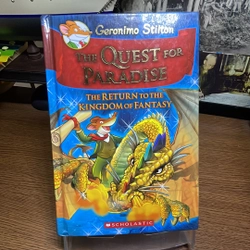 Geronimo Stilton
THE QUEST FOR
PARADISE
THE RETURN TO THE
KINGDOM OF FANTASY
SCHOLASTIC